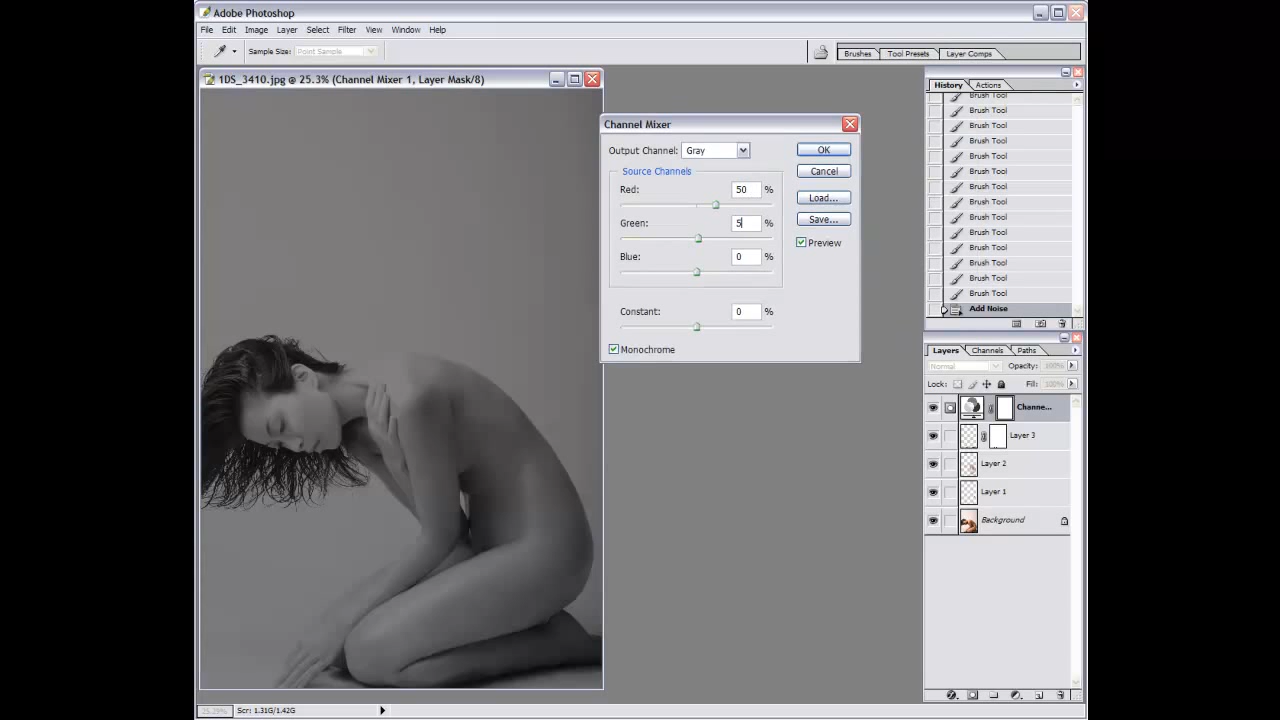 Adobe Photoshop
File Edit Image Layer Select Filter View Window Help
Sample Size: Point Sample
Brushes Tool Presets Layer Comps
1DS_3410.jpg @ 25.3% (Channel Mixer 1, Layer Mask/8)
History Actions
Brush Tool
Brush Tool
Brush Tool
Brush Tool
Brush Tool
Brush Tool
Brush Tool
Brush Tool
Brush Tool
Brush Tool
Brush Tool
Brush Tool
Brush Tool
Brush Tool
Add Noise
Channel Mixer
Output Channel: Gray
OK
Source Channels
Cancel
Red: 50 %
Load...
Green: 5 %
Save...
Preview
Blue: 0 %
Constant: 0 %
Monochrome
Layers Channels Paths
Normal Opacity: 100%
Lock: Fill: 100%
Channe...
Layer 3
Layer 2
Layer 1
Background
Scr: 1.31G/1.42G